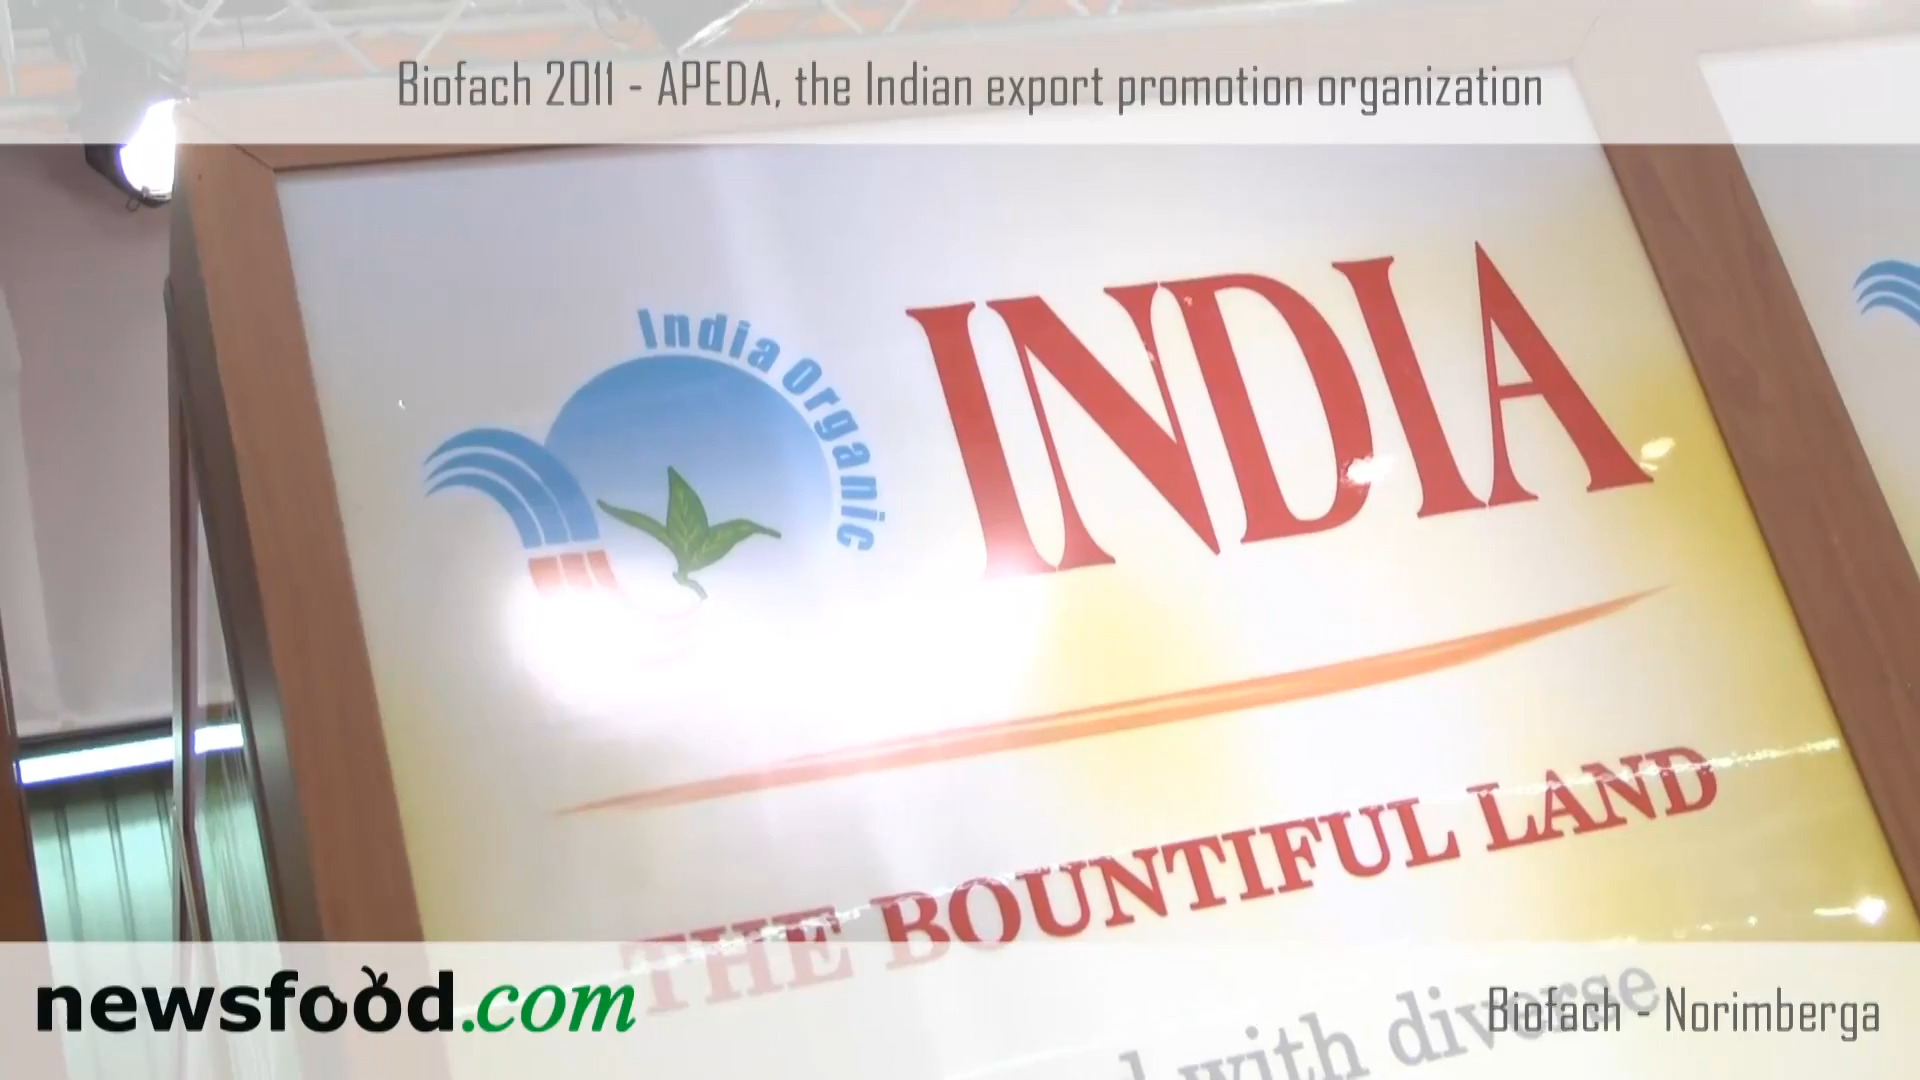 Biofach 2011 - APEDA, the Indian export promotion organization
India Organic
INDIA
THE BOUNTIFUL LAND
with diverse
newsfood.com
Biofach - Norimberga